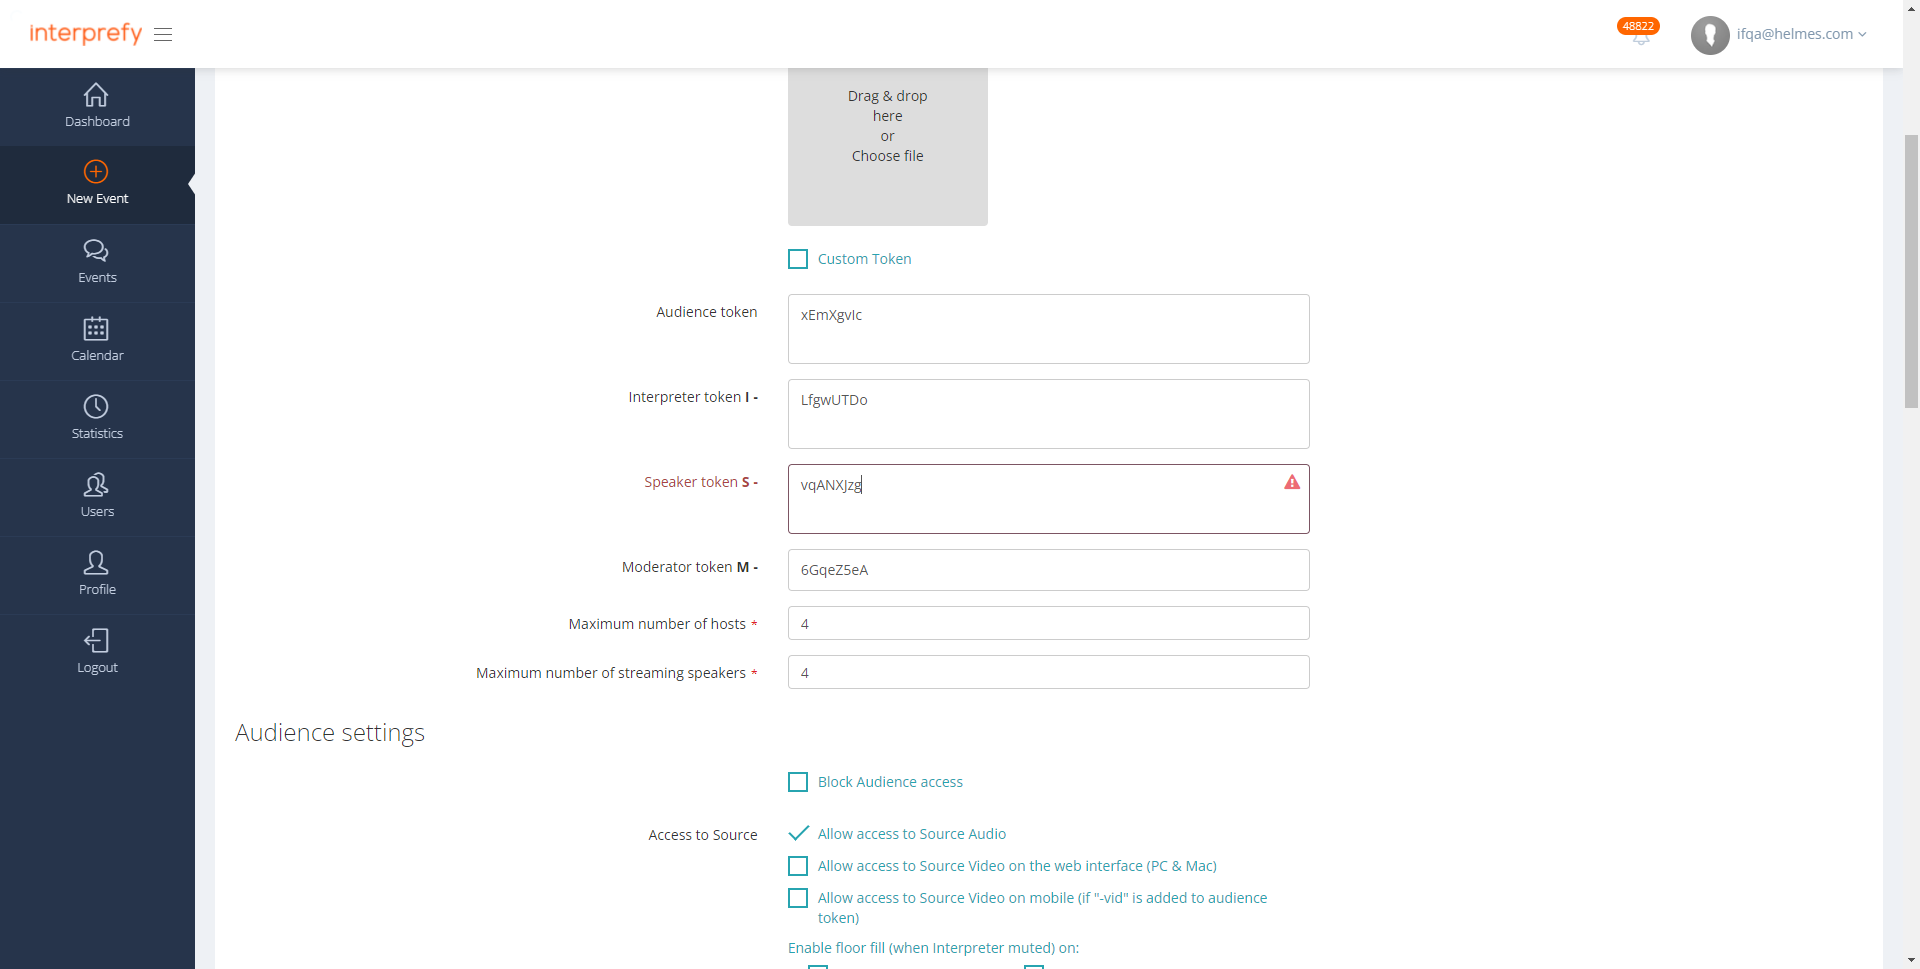 interprefy
48822
ifqa@helmes.com
Dashboard
New Event
Events
Calendar
Statistics
Users
Profile
Logout
Drag & drop
here
or
Choose file
Custom Token
Audience token
xEmXgvIc
Interpreter token I -
LfgwUTDo
Speaker token S -
vqANXJzg
Moderator token M -
6GqeZ5eA
Maximum number of hosts *
4
Maximum number of streaming speakers *
4
Audience settings
Block Audience access
Access to Source
Allow access to Source Audio
Allow access to Source Video on the web interface (PC & Mac)
Allow access to Source Video on mobile (if "-vid" is added to audience
token)
Enable floor fill (when Interpreter muted) on: